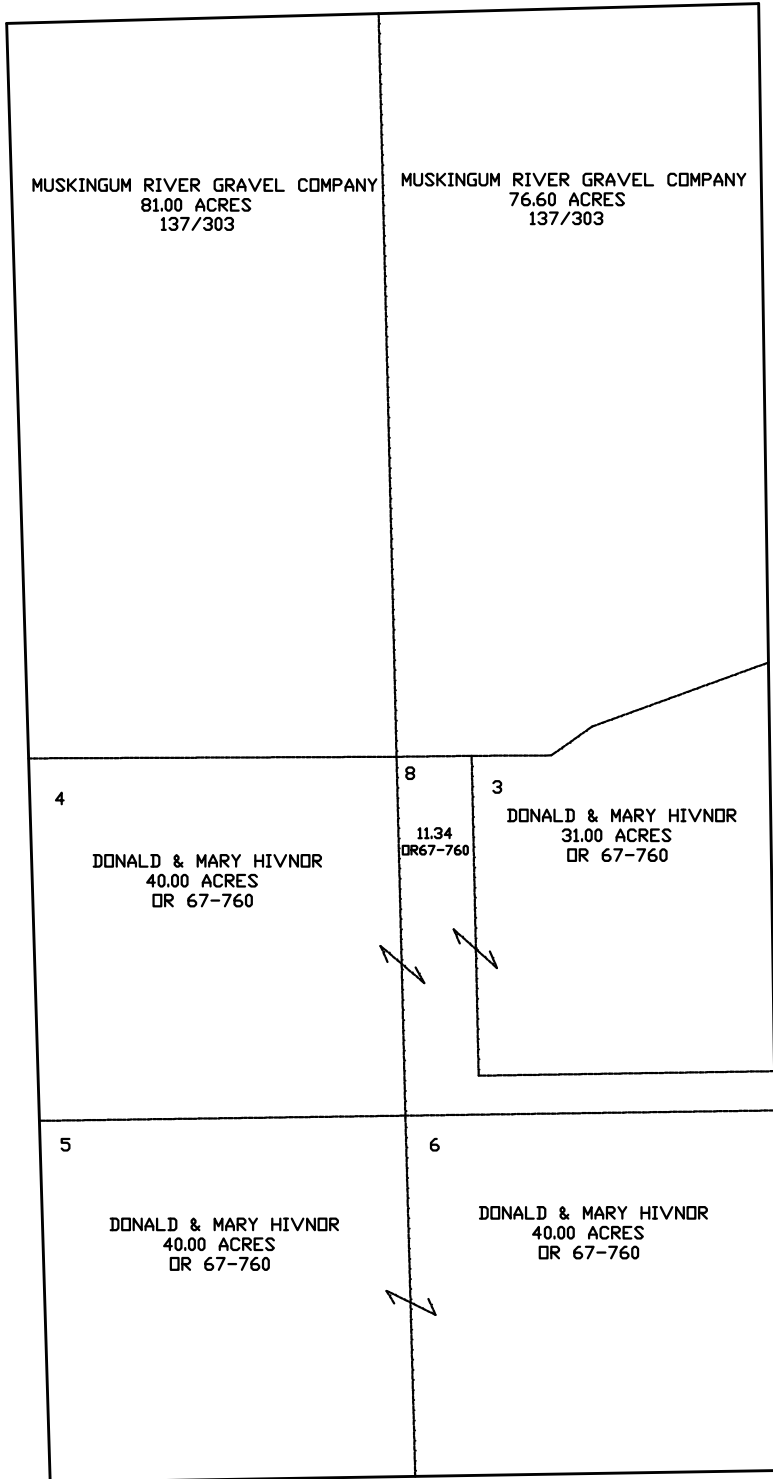 MUSKINGUM RIVER GRAVEL COMPANY
81.00 ACRES
137/303
MUSKINGUM RIVER GRAVEL COMPANY
76.60 ACRES
137/303
4
DONALD & MARY HIVNOR
40.00 ACRES
OR 67-760
8
11.34
OR67-760
3
DONALD & MARY HIVNOR
31.00 ACRES
OR 67-760
5
DONALD & MARY HIVNOR
40.00 ACRES
OR 67-760
6
DONALD & MARY HIVNOR
40.00 ACRES
OR 67-760